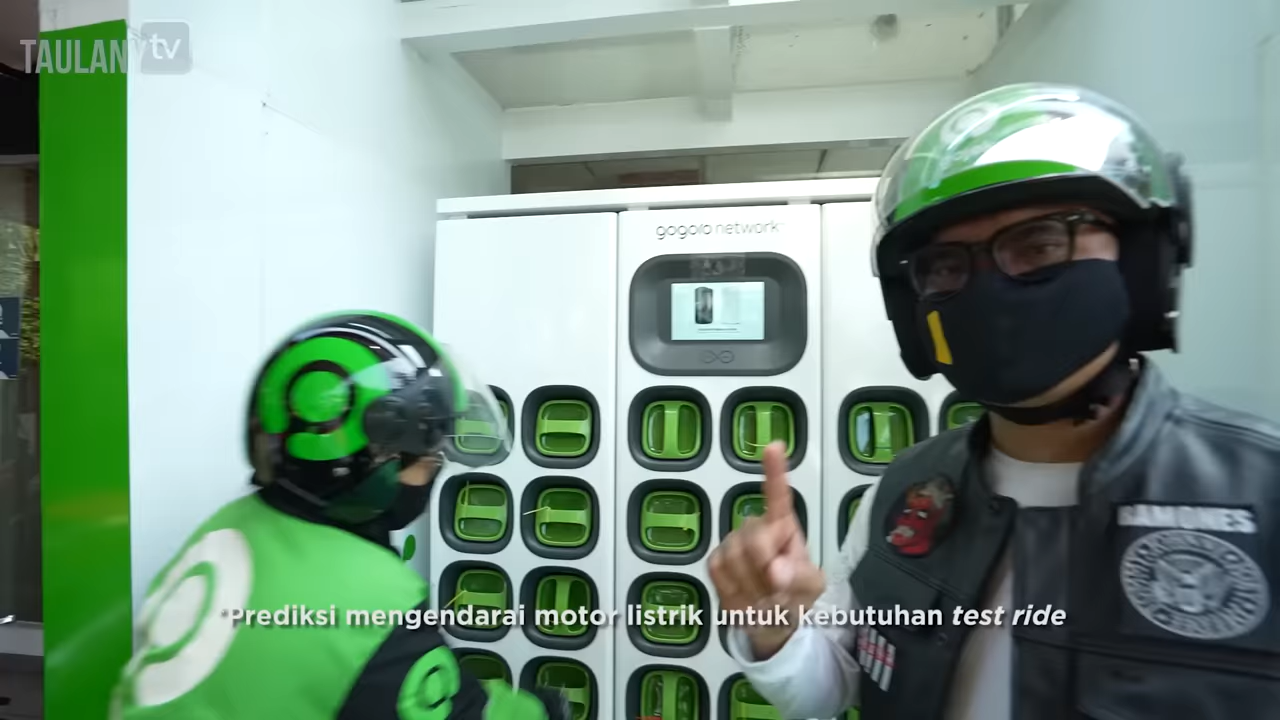 TAULANY tv
gogoro network
RAMONES
*Prediksi mengendarai motor listrik untuk kebutuhan test ride